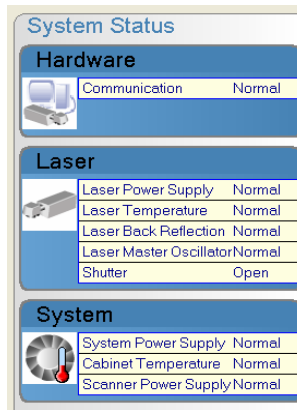 System Status
Hardware
Communication Normal
Laser
Laser Power Supply Normal
Laser Temperature Normal
Laser Back Reflection Normal
Laser Master Oscillator Normal
Shutter Open
System
System Power Supply Normal
Cabinet Temperature Normal
Scanner Power Supply Normal